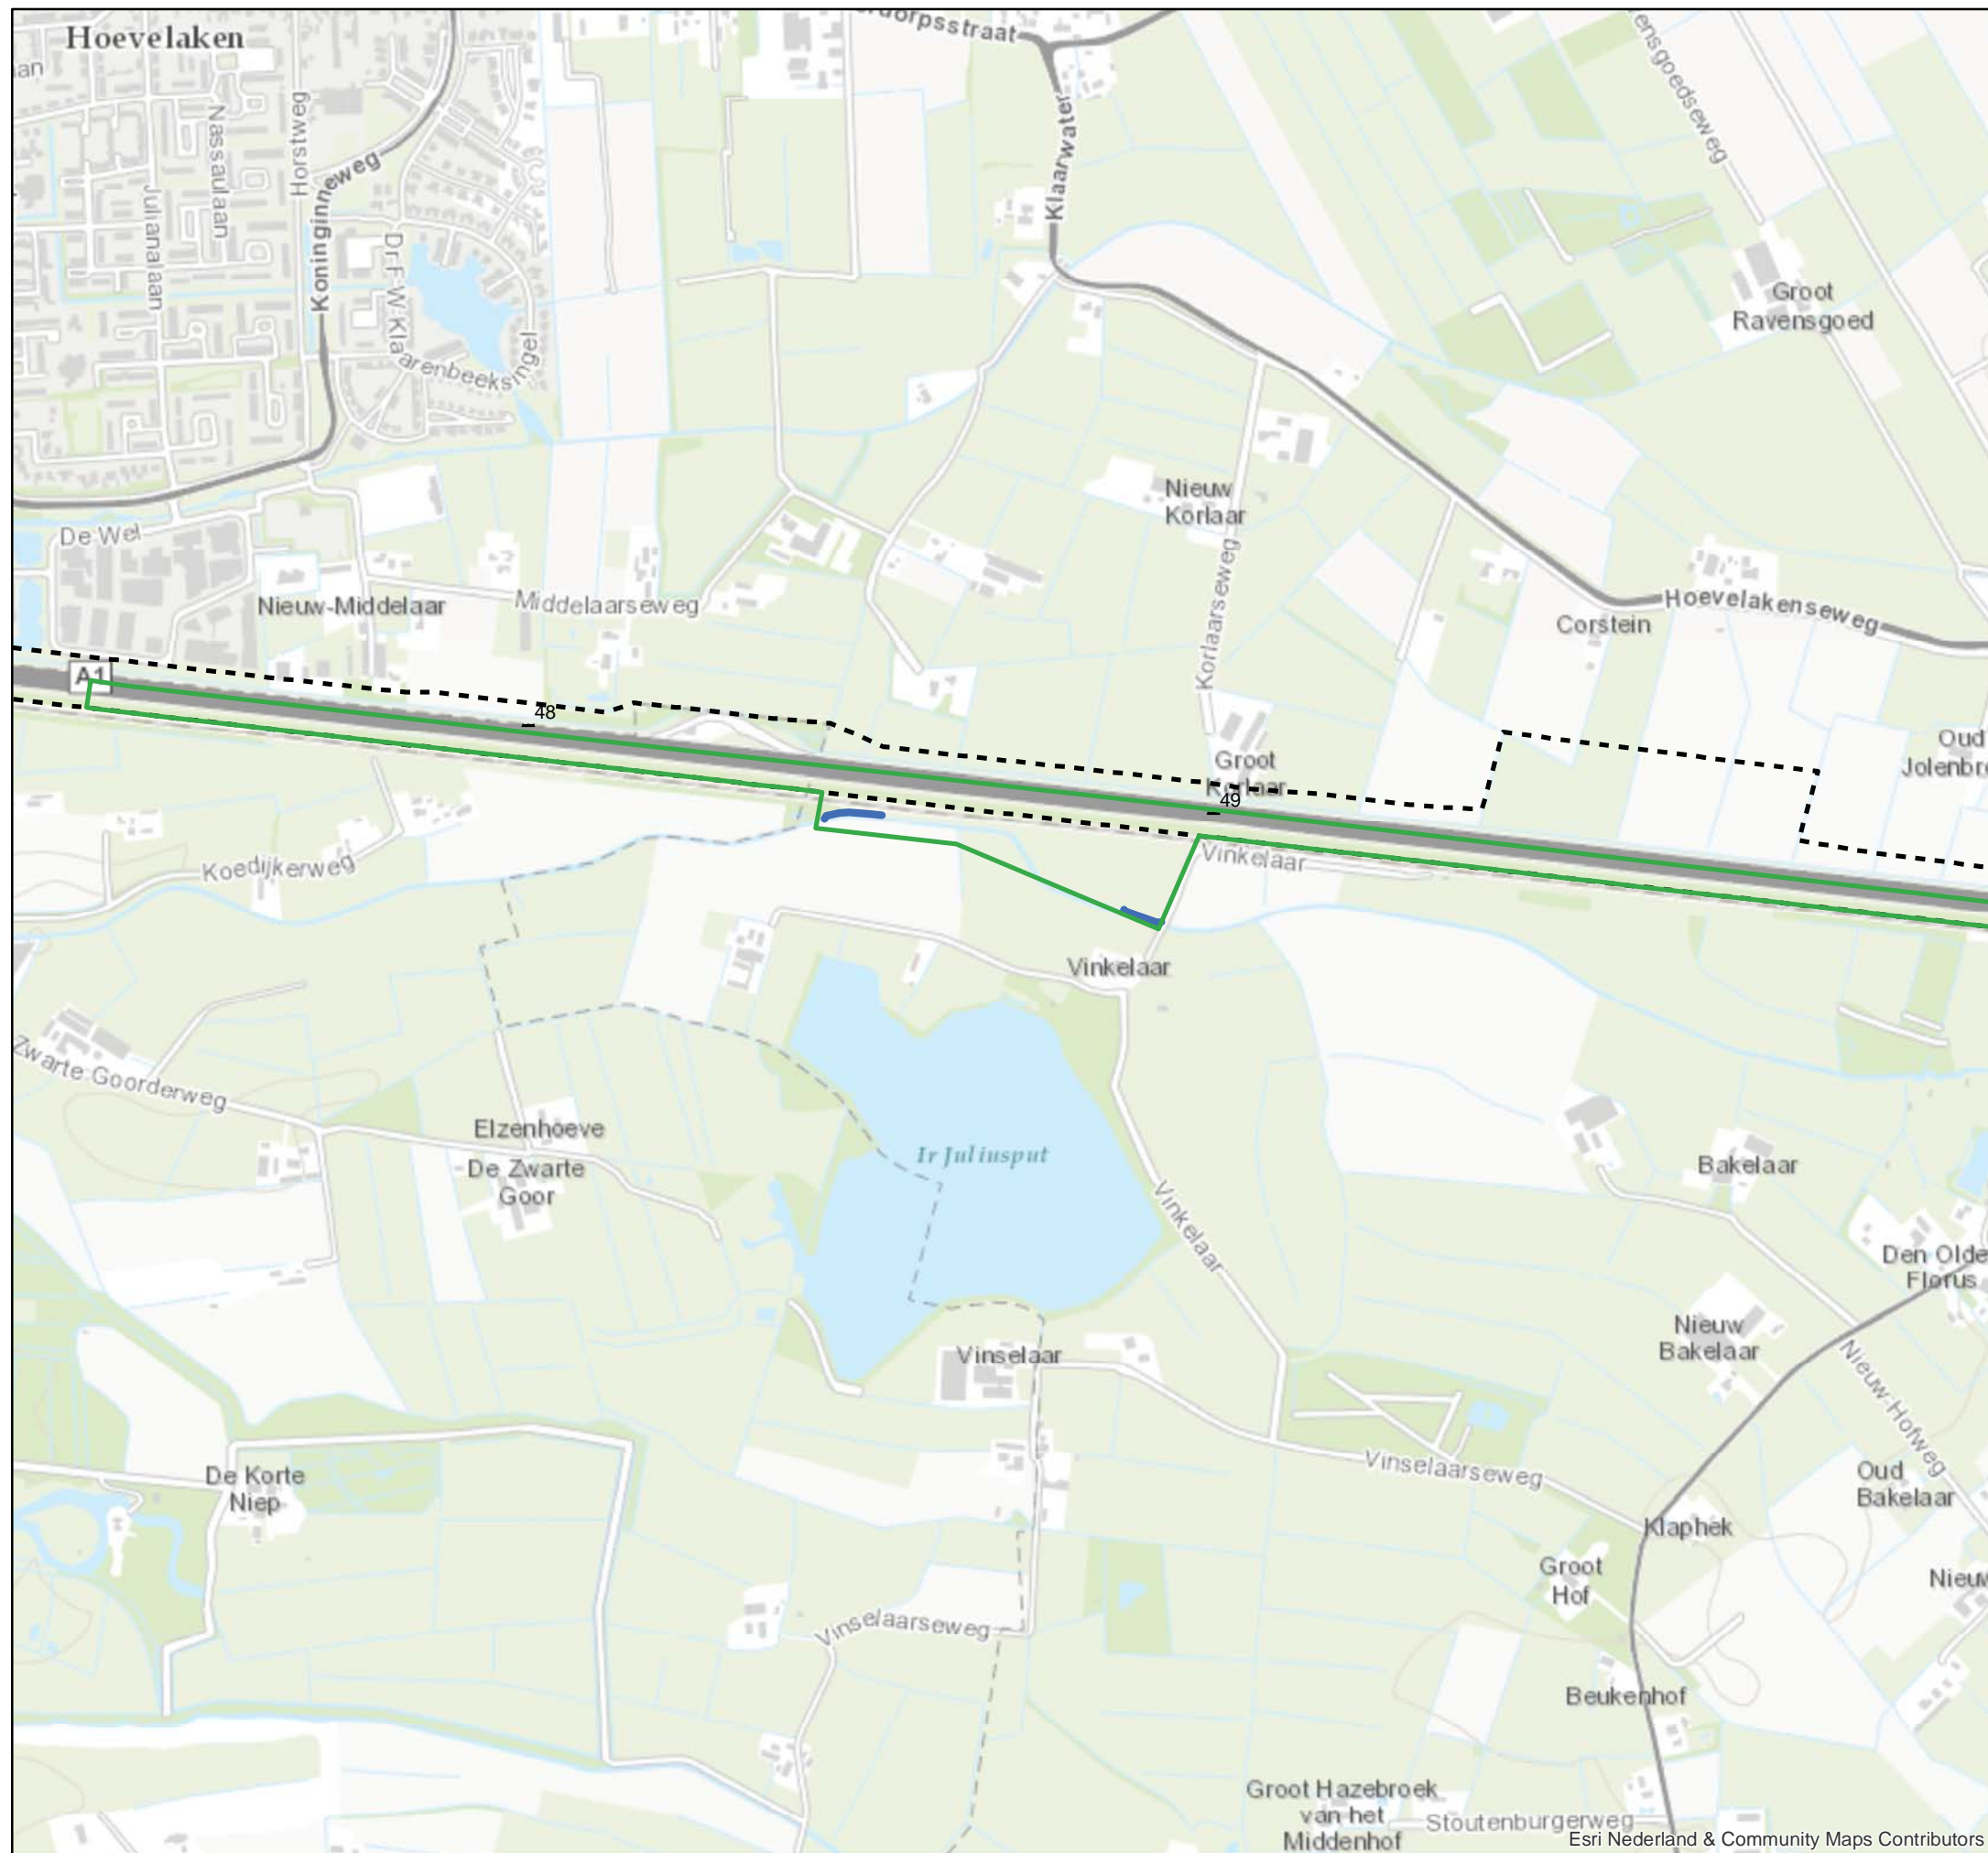 Hoevelaken
Nassaulaan
Horstweg
Julianalaan
Koninginneweg
Klaarwater
Groot
Ravensgoed
Nieuw
Korlaar
Korlaarseweg
De Wel
Nieuw-Middelaar
Middelaarseweg
Hoevelakenseweg
Corstein
A1
48
Groot
Korlaar
49
Oud
Vinkelaar
Koedijkerweg
Vinkelaar
Zwarte Goorderweg
Elzenhoeve
De Zwarte
Goor
Ir Juliusput
Vinkelaar
Bakelaar
Den Olde
Florus
Nieuw
Bakelaar
Vinselaar
Nieuw-Hofweg
Vinselaarseweg
De Korte
Niep
Oud
Bakelaar
Klaphek
Groot
Hof
Vinselaarseweg
Beukenhof
Groot Hazebroek
van het
Middenhof
Stoutenburgerweg
Esri Nederland & Community Maps Contributors